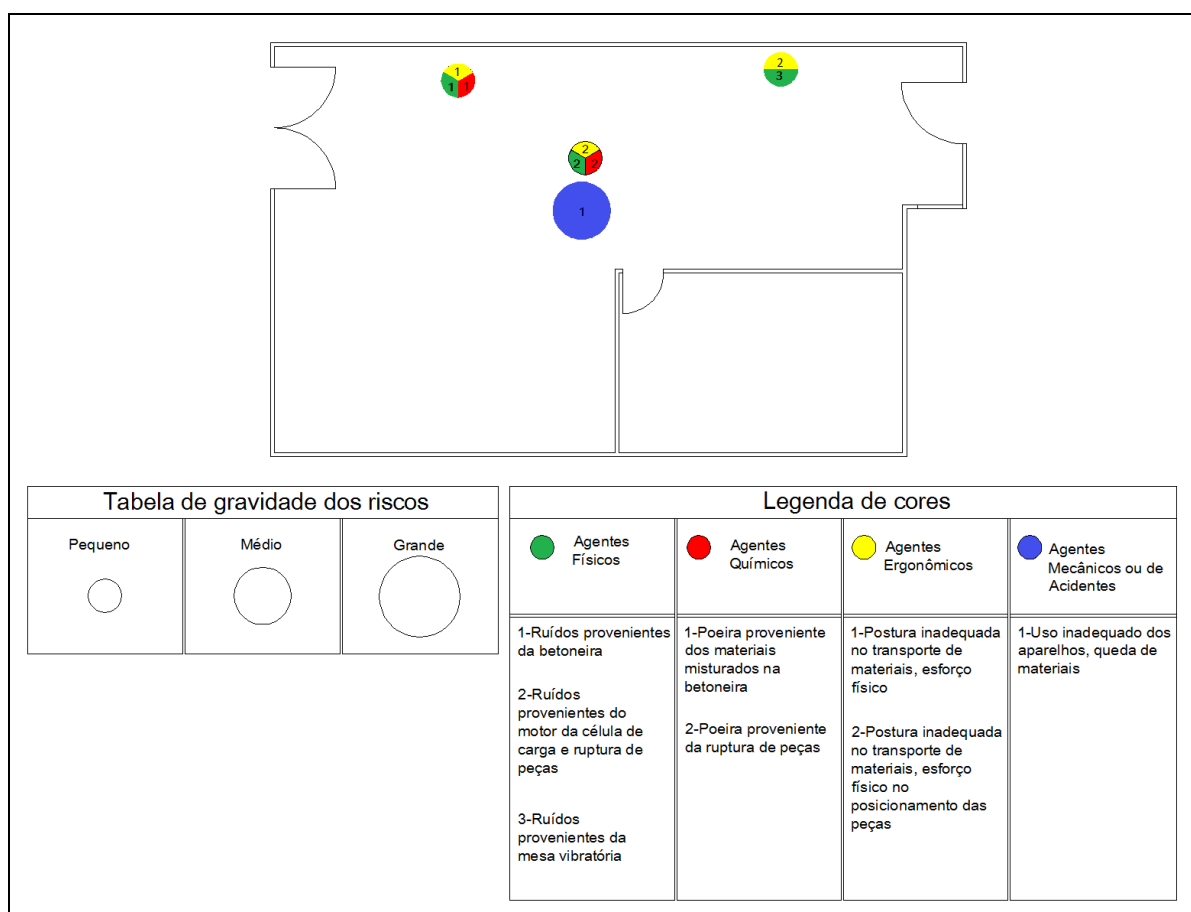 1
1
1
2
3
2
2
2
1
Tabela de gravidade dos riscos
Pequeno
Médio
Grande
Legenda de cores
Agentes
Físicos
Agentes
Químicos
Agentes
Ergonômicos
Agentes
Mecânicos ou de
Acidentes
1-Ruídos provenientes
da betoneira
2-Ruídos
provenientes do
motor da célula de
carga e ruptura de
peças
3-Ruídos
provenientes da
mesa vibratória
1-Poeira proveniente
dos materiais
misturados na
betoneira
2-Poeira proveniente
da ruptura de peças
1-Postura inadequada
no transporte de
materiais, esforço
físico
2-Postura inadequada
no transporte de
materiais, esforço
físico no
posicionamento das
peças
1-Uso inadequado dos
aparelhos, queda de
materiais